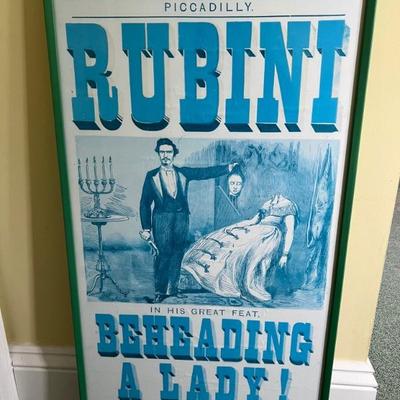 PICCADILLY.
RUBINI
IN HIS GREAT FEAT,
BEHEADING
A LADY!